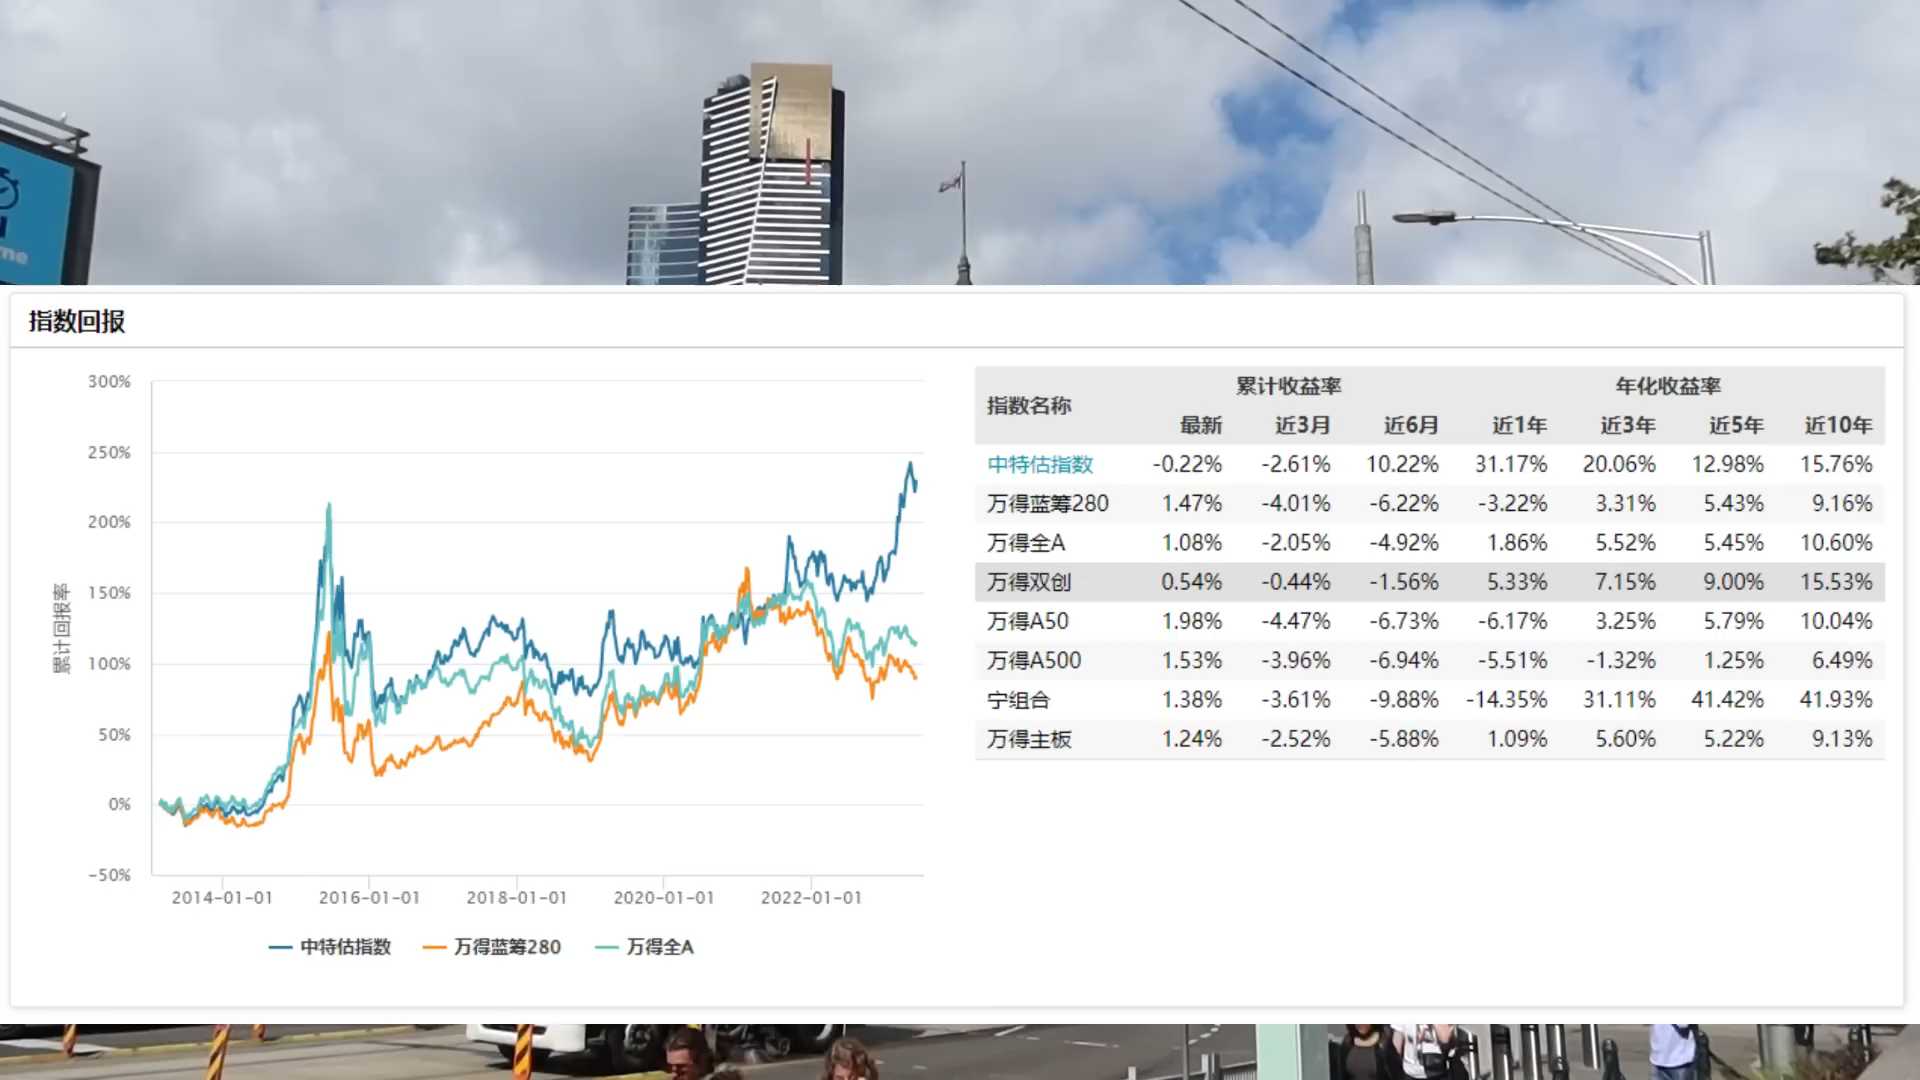 me
指数回报
300%
250%
200%
150%
100%
50%
0%
-50%
累计回报率
2014-01-01 2016-01-01 2018-01-01 2020-01-01 2022-01-01
中特估指数 万得蓝筹280 万得全A
指数名称 累计收益率 年化收益率
最新 近3月 近6月 近1年 近3年 近5年 近10年
中特估指数 -0.22% -2.61% 10.22% 31.17% 20.06% 12.98% 15.76%
万得蓝筹280 1.47% -4.01% -6.22% -3.22% 3.31% 5.43% 9.16%
万得全A 1.08% -2.05% -4.92% 1.86% 5.52% 5.45% 10.60%
万得双创 0.54% -0.44% -1.56% 5.33% 7.15% 9.00% 15.53%
万得A50 1.98% -4.47% -6.73% -6.17% 3.25% 5.79% 10.04%
万得A500 1.53% -3.96% -6.94% -5.51% -1.32% 1.25% 6.49%
宁组合 1.38% -3.61% -9.88% -14.35% 31.11% 41.42% 41.93%
万得主板 1.24% -2.52% -5.88% 1.09% 5.60% 5.22% 9.13%